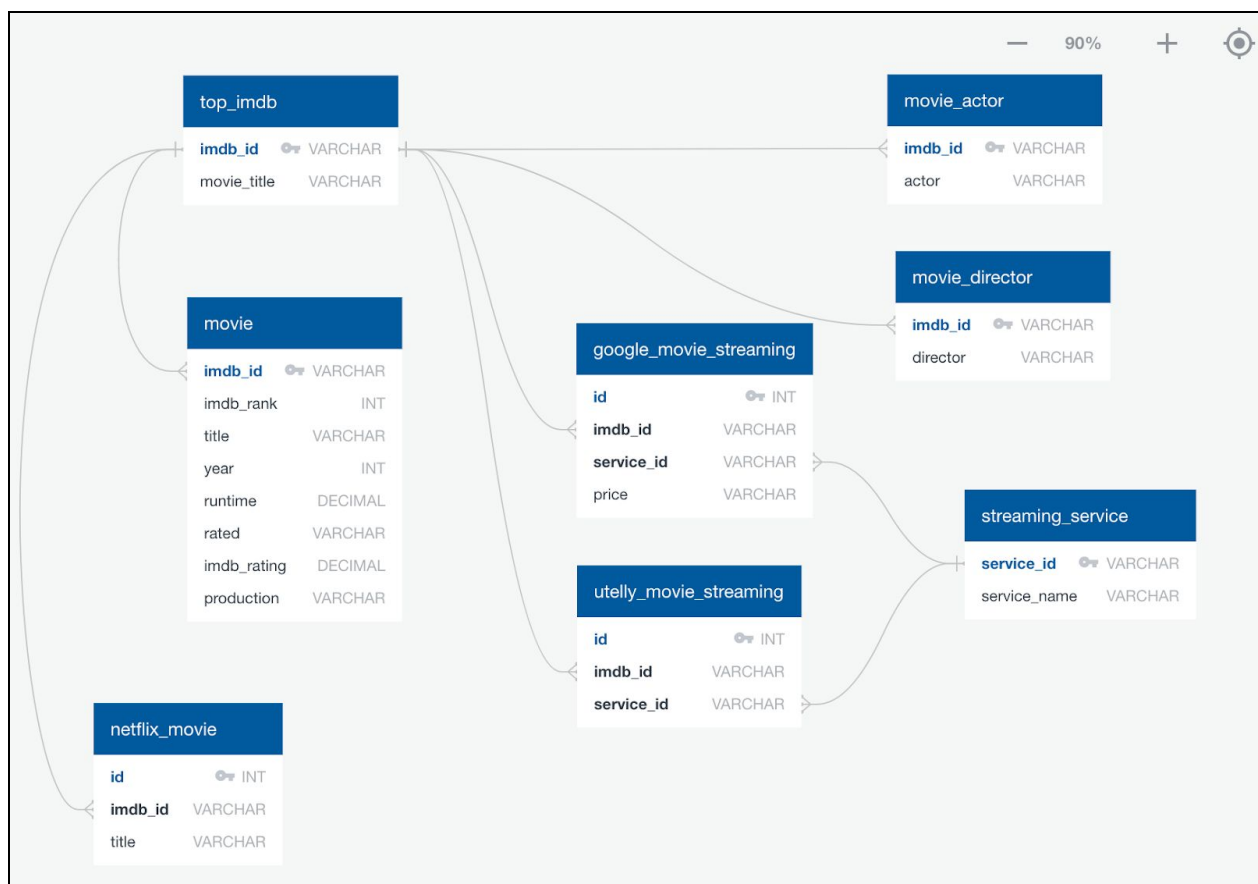 90%
top_imdb
imdb_id VARCHAR
movie_title VARCHAR
movie_actor
imdb_id VARCHAR
actor VARCHAR
movie_director
imdb_id VARCHAR
director VARCHAR
movie
imdb_id VARCHAR
imdb_rank INT
title VARCHAR
year INT
runtime DECIMAL
rated VARCHAR
imdb_rating DECIMAL
production VARCHAR
google_movie_streaming
id INT
imdb_id VARCHAR
service_id VARCHAR
price VARCHAR
streaming_service
service_id VARCHAR
service_name VARCHAR
utelly_movie_streaming
id INT
imdb_id VARCHAR
service_id VARCHAR
netflix_movie
id INT
imdb_id VARCHAR
title VARCHAR